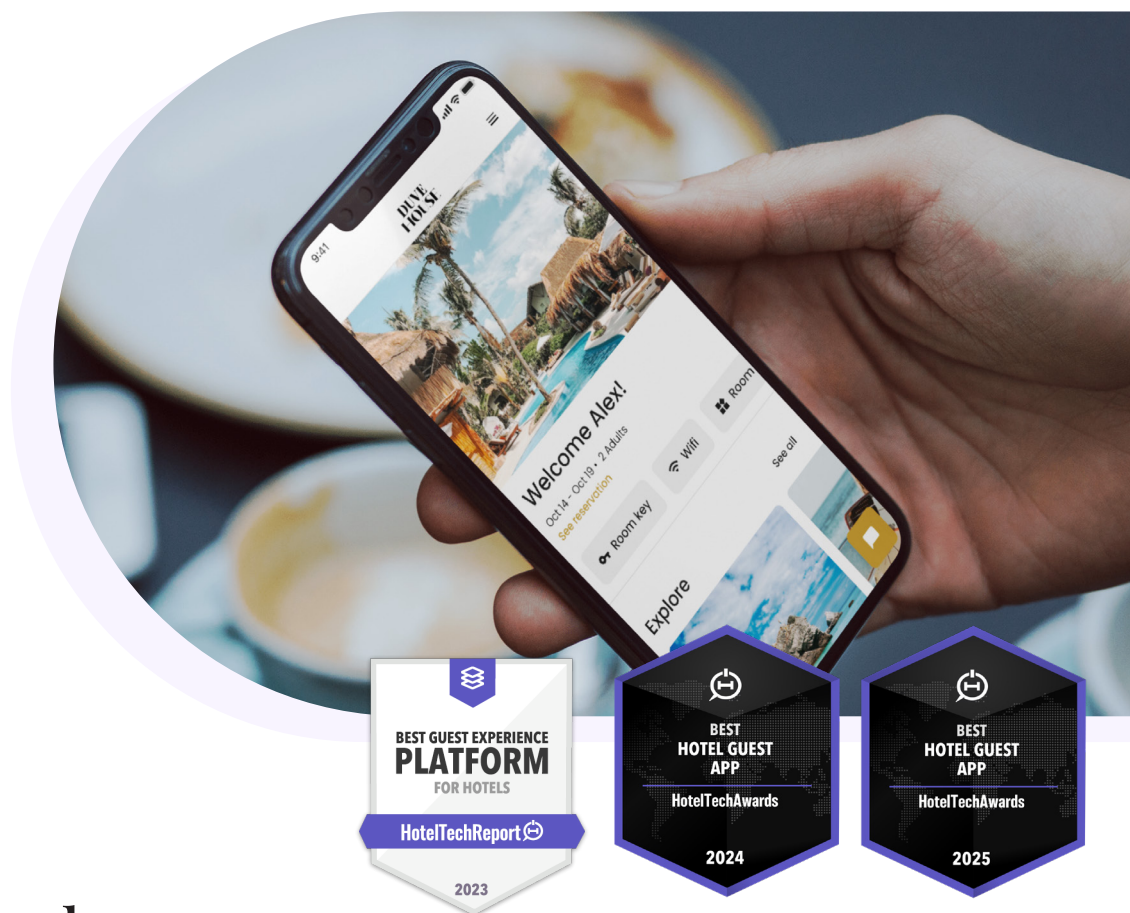 9:41
DUVE
HOUSE
Welcome Alex!
Oct 14 - Oct 19 • 2 Adults
See reservation
Room key
Wifi
Room
Explore
See all
BEST GUEST EXPERIENCE
PLATFORM
FOR HOTELS
HotelTechReport
2023
BEST
HOTEL GUEST
APP
HotelTechAwards
2024
BEST
HOTEL GUEST
APP
HotelTechAwards
2025